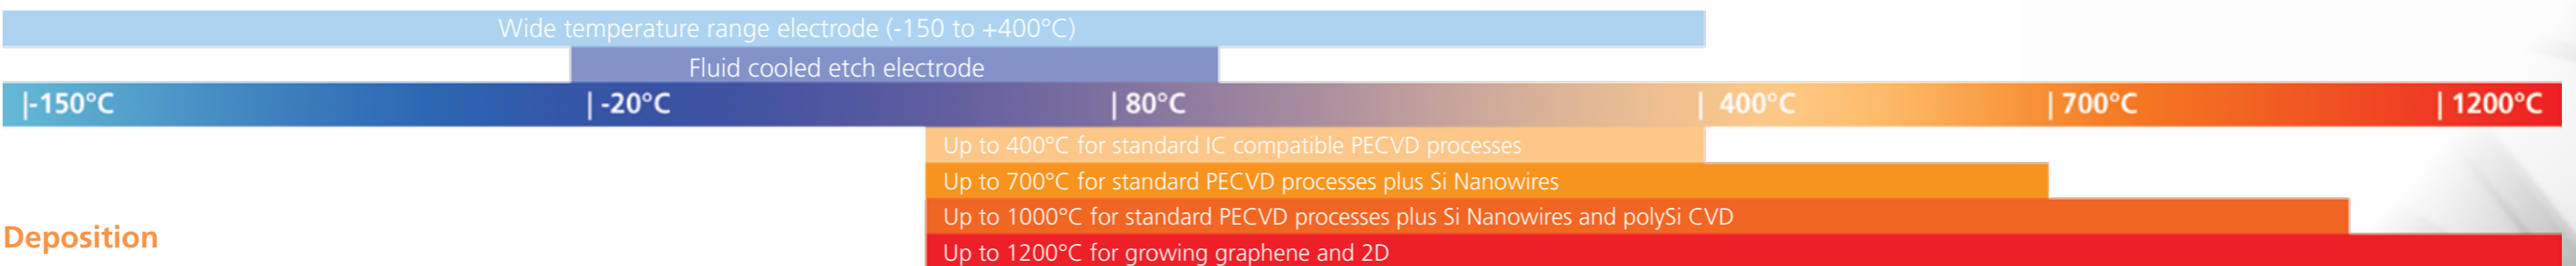 Wide temperature range electrode (-150 to +400°C)
Fluid cooled etch electrode
|-150°C | -20°C | 80°C | 400°C | 700°C | 1200°C
Up to 400°C for standard IC compatible PECVD processes
Up to 700°C for standard PECVD processes plus Si Nanowires
Up to 1000°C for standard PECVD processes plus Si Nanowires and polySi CVD
Deposition
Up to 1200°C for growing graphene and 2D